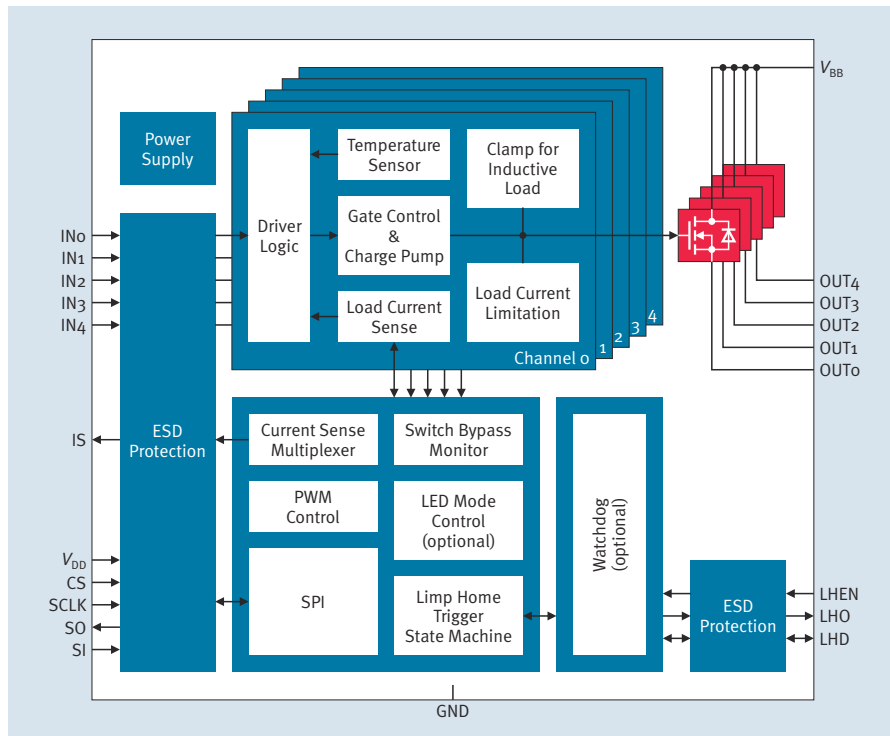 VBB
Power
Supply
Temperature
Sensor
Clamp for
Inductive
Load
Driver
Logic
Gate Control
&
Charge Pump
Load Current
Sense
Load Current
Limitation
Channel 0
1
2
3
4
IN0
IN1
IN2
IN3
IN4
OUT4
OUT3
OUT2
OUT1
OUT0
ESD
Protection
IS
Current Sense
Multiplexer
Switch Bypass
Monitor
PWM
Control
LED Mode
Control
(optional)
SPI
Limp Home
Trigger
State Machine
Watchdog
(optional)
VDD
CS
SCLK
SO
SI
ESD
Protection
LHEN
LHO
LHD
GND